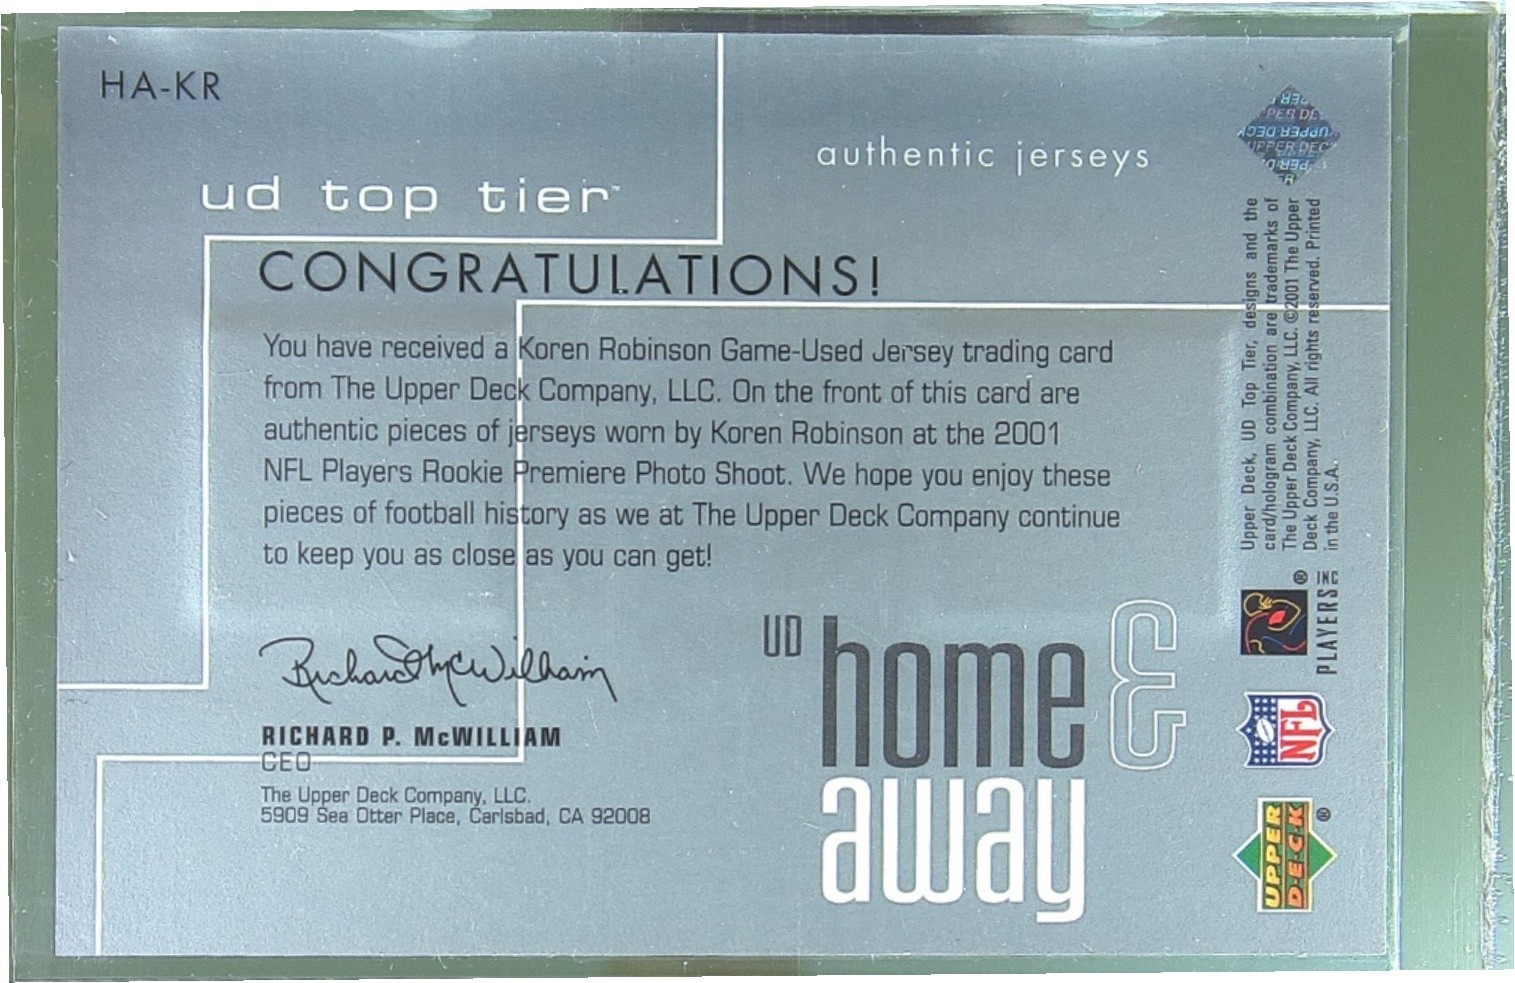 HA-KR
authentic jerseys
ud top tier™
CONGRATULATIONS!
You have received a Koren Robinson Game-Used Jersey trading card
from The Upper Deck Company, LLC. On the front of this card are
authentic pieces of jerseys worn by Koren Robinson at the 2001
NFL Players Rookie Premiere Photo Shoot. We hope you enjoy these
pieces of football history as we at The Upper Deck Company continue
to keep you as close as you can get!
Richard P. McWilliam
RICHARD P. McWILLIAM
CEO
The Upper Deck Company, LLC.
5909 Sea Otter Place, Carlsbad, CA 92008
UD
home &
away
UPPER DECK
Upper Deck, UD Top Tier, designs and the
card/hologram combination are trademarks of
The Upper Deck Company, LLC. ©2001 The Upper
Deck Company, LLC. All rights reserved. Printed
in the U.S.A.
PLAYERS INC ®
NFL
UPPER
D·E·C·K ®